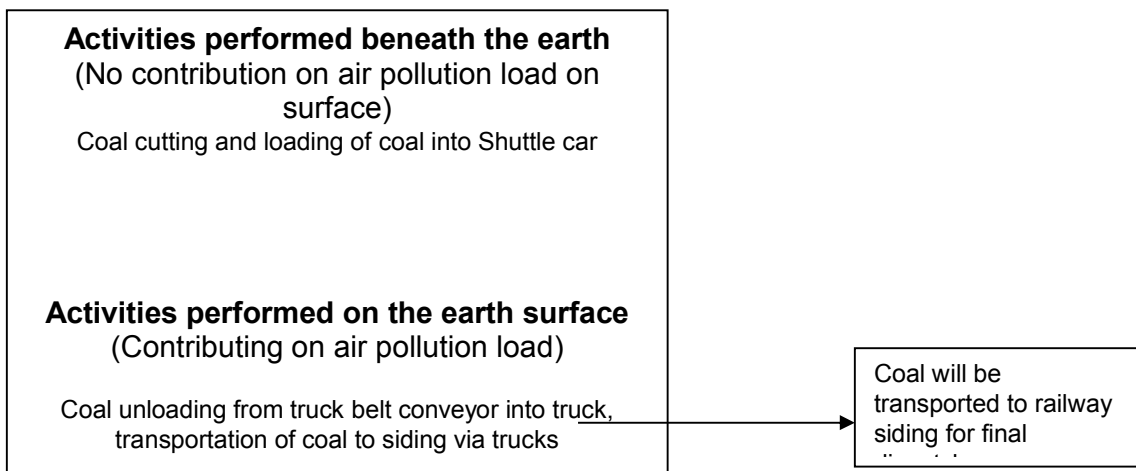 Activities performed beneath the earth
(No contribution on air pollution load on
surface)
Coal cutting and loading of coal into Shuttle car
Activities performed on the earth surface
(Contributing on air pollution load)
Coal unloading from truck belt conveyor into truck,
transportation of coal to siding via trucks
Coal will be
transported to railway
siding for final